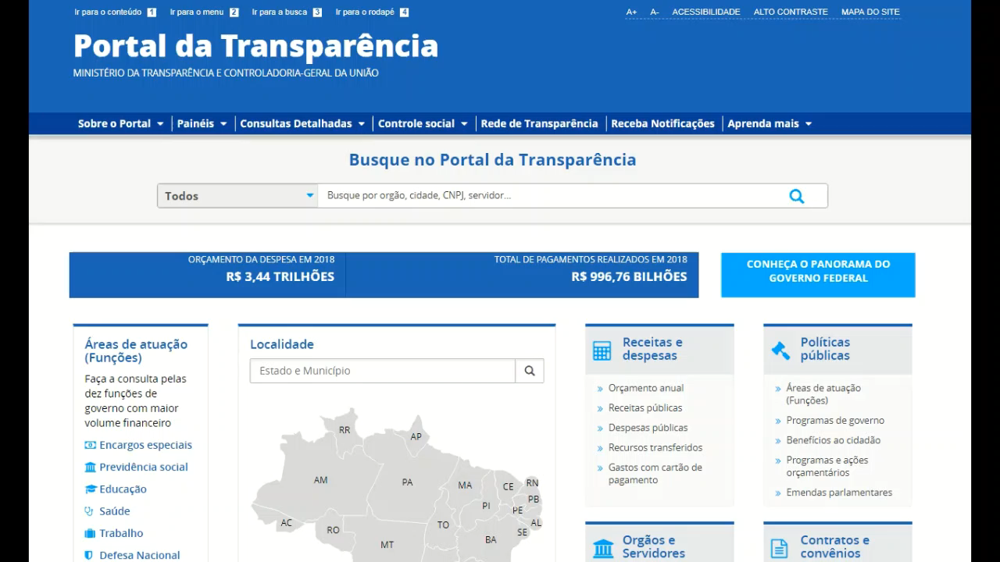 Ir para o conteúdo 1 Ir para o menu 2 Ir para a busca 3 Ir para o rodapé 4
A+ A- ACESSIBILIDADE ALTO CONTRASTE MAPA DO SITE
Portal da Transparência
MINISTÉRIO DA TRANSPARÊNCIA E CONTROLADORIA-GERAL DA UNIÃO
Sobre o Portal Painéis Consultas Detalhadas Controle social Rede de Transparência Receba Notificações Aprenda mais
Busque no Portal da Transparência
Todos Busque por orgão, cidade, CNPJ, servidor...
ORÇAMENTO DA DESPESA EM 2018
R$ 3,44 TRILHÕES
TOTAL DE PAGAMENTOS REALIZADOS EM 2018
R$ 996,76 BILHÕES
CONHEÇA O PANORAMA DO
GOVERNO FEDERAL
Áreas de atuação
(Funções)
Faça a consulta pelas
dez funções de
governo com maior
volume financeiro
Encargos especiais
Previdência social
Educação
Saúde
Trabalho
Defesa Nacional
Localidade
Estado e Município
RR
AP
AM
PA
MA
CE
RN
PB
PI
PE
AC
RO
TO
AL
SE
MT
BA
Receitas e
despesas
» Orçamento anual
» Receitas públicas
» Despesas públicas
» Recursos transferidos
» Gastos com cartão de
pagamento
Políticas
públicas
» Áreas de atuação
(Funções)
» Programas de governo
» Benefícios ao cidadão
» Programas e ações
orçamentários
» Emendas parlamentares
Orgãos e
Servidores
Contratos e
convênios